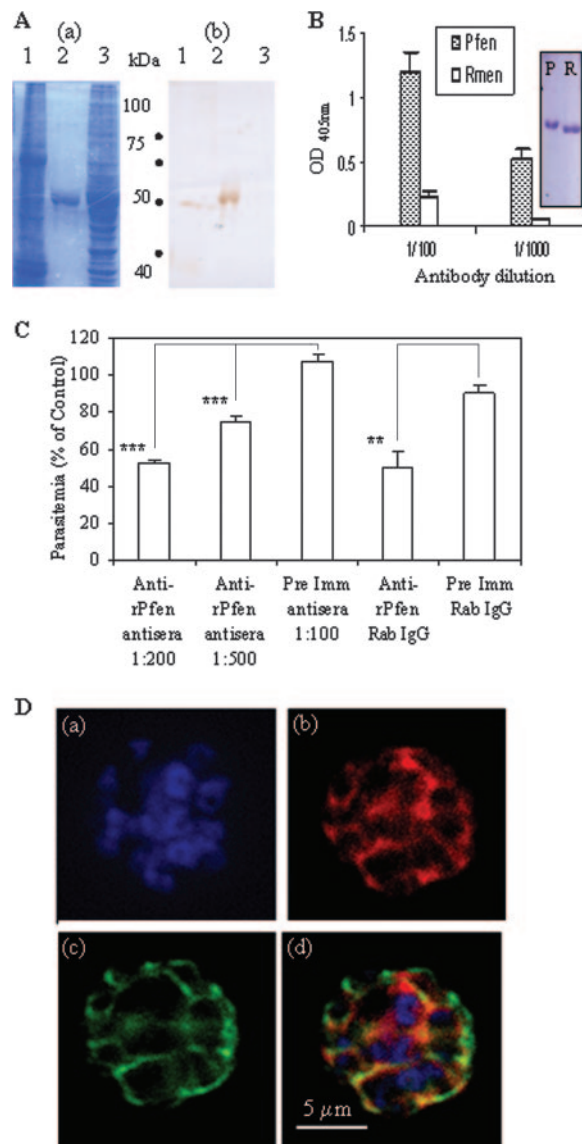 A
(a)
(b)
1 2 3 kDa 1 2 3
100
75
50
40
B
Pfen
Rmen
P R
OD 405nm
1.5
1
0.5
0
1/100 1/1000
Antibody dilution
C
Parasitemia (% of Control)
120
100
80
60
40
20
0
***
***
**
Anti-
rPfen
antisera
1:200
Anti-
rPfen
antisera
1:500
Pre Imm
antisera
1:100
Anti-
rPfen
Rab IgG
Pre Imm
Rab IgG
D
(a)
(b)
(c)
(d)
5 µm